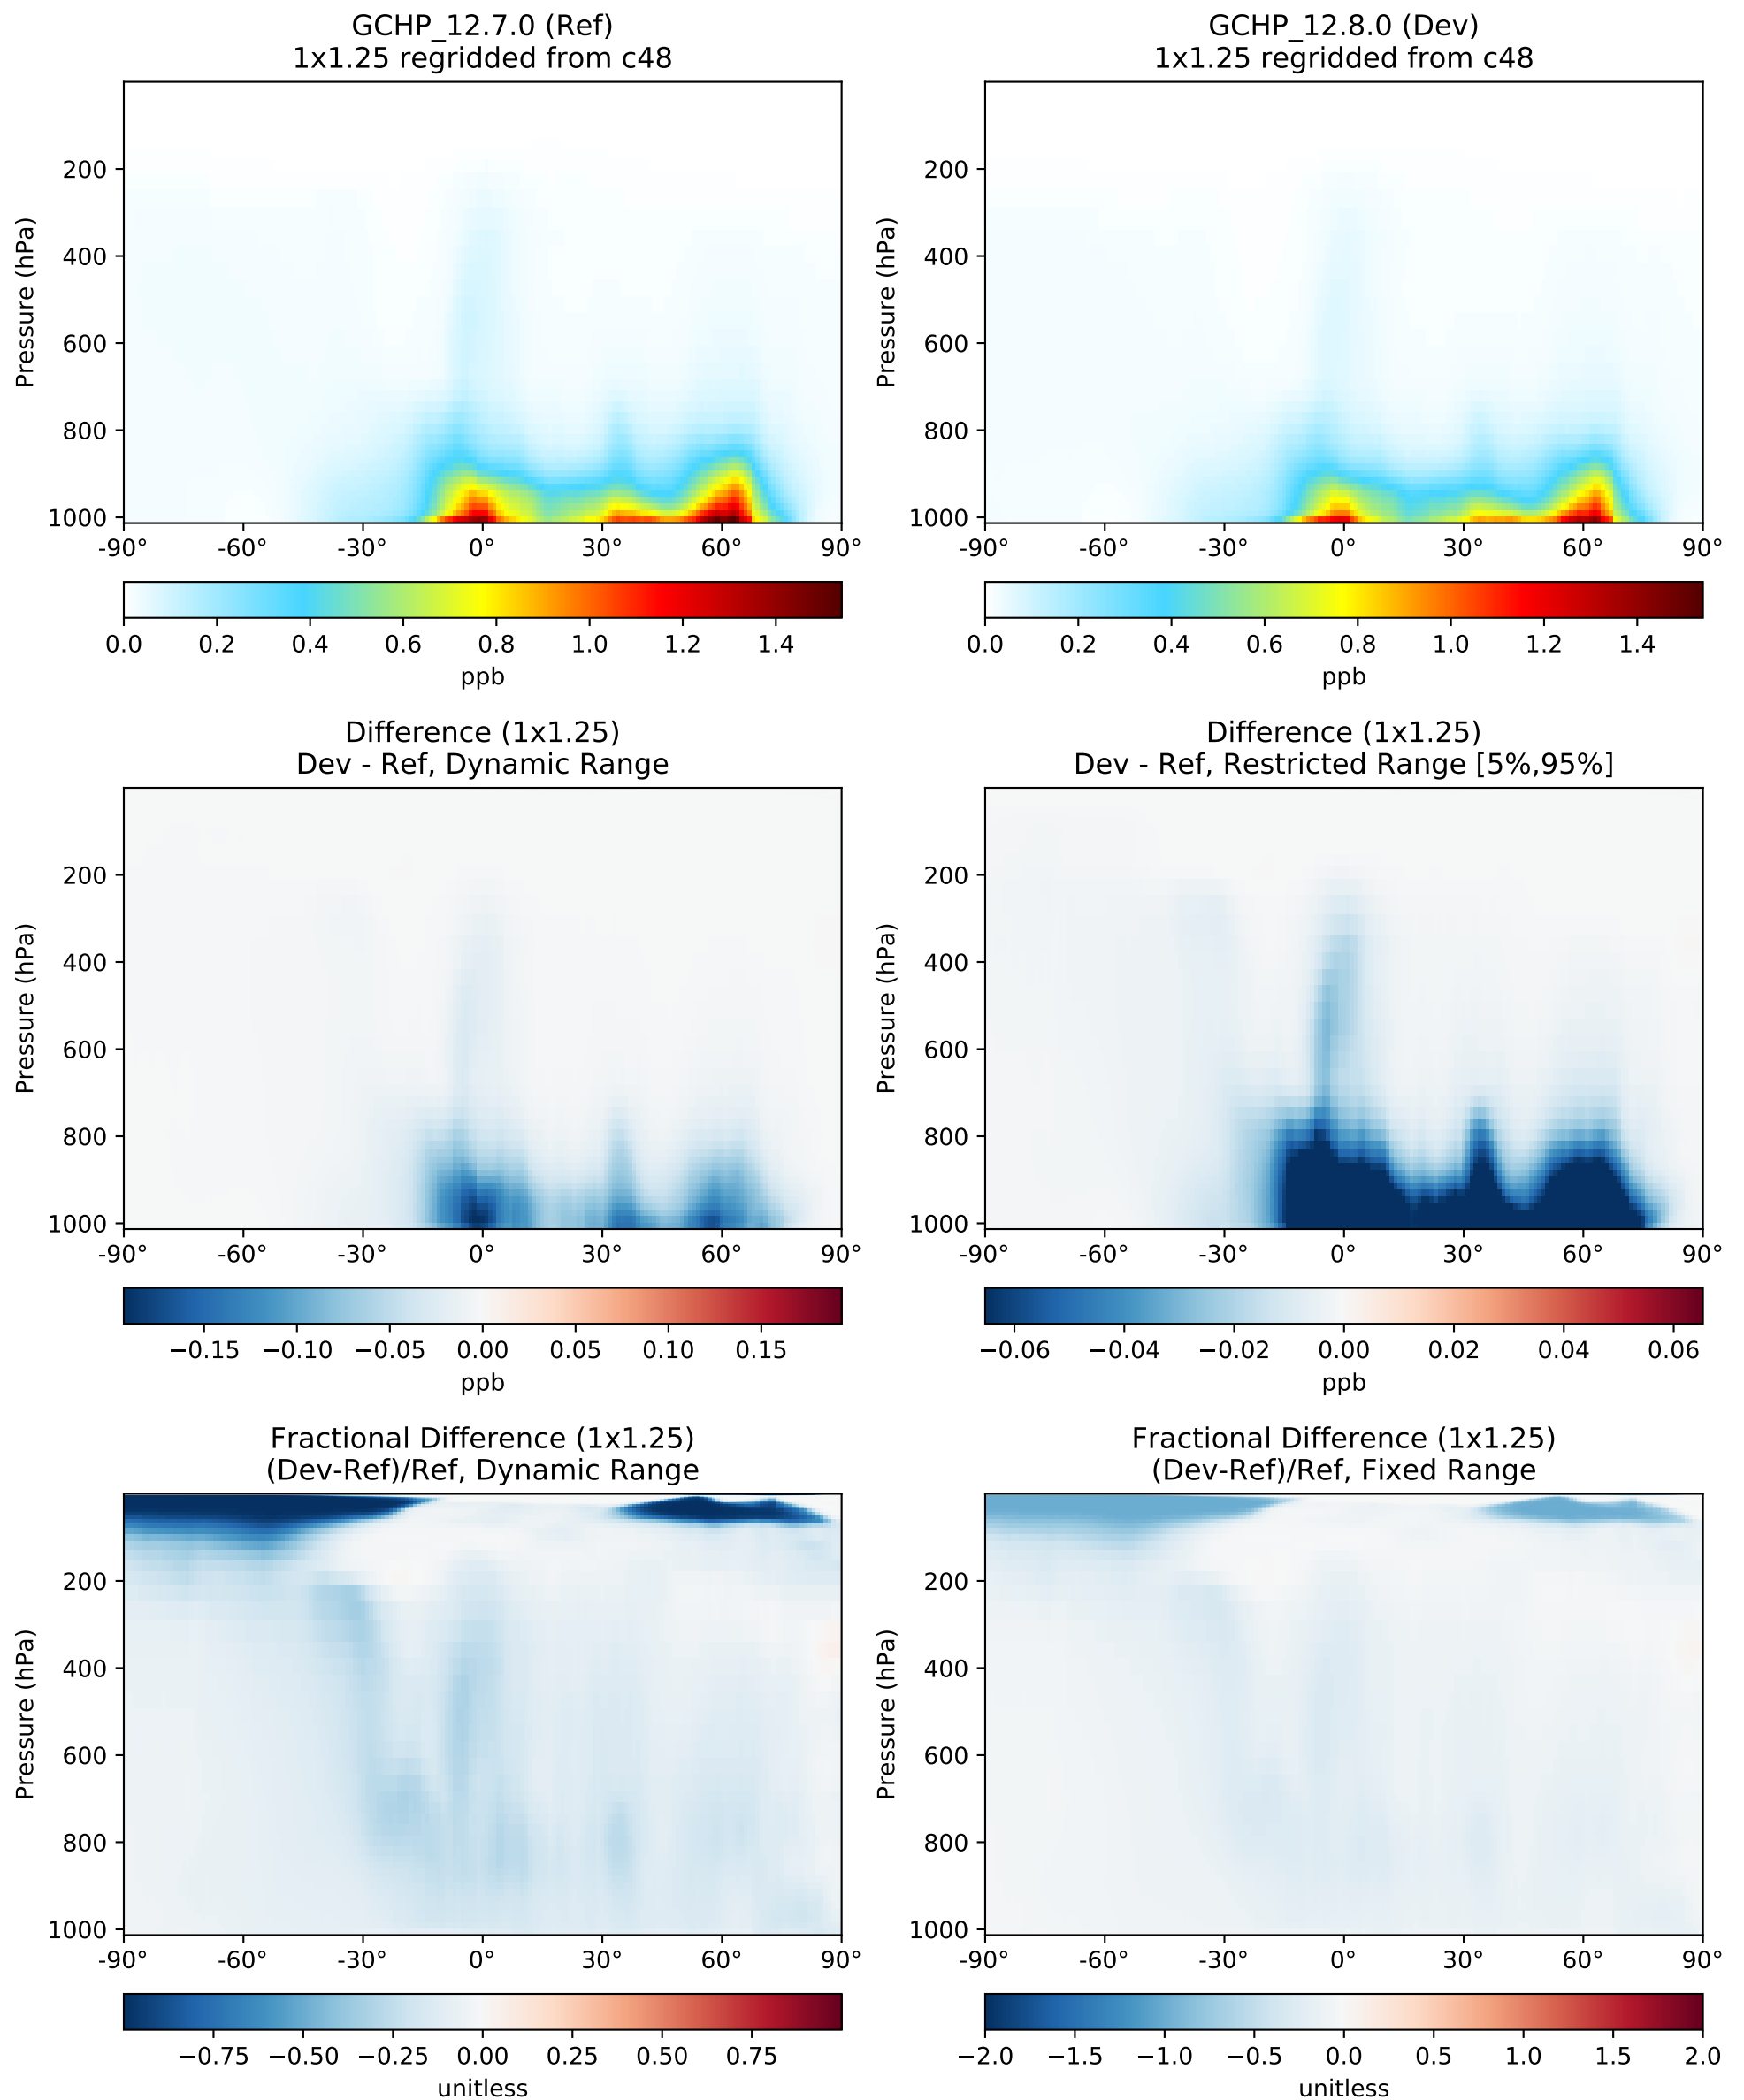 GCHP_12.7.0 (Ref)
1x1.25 regridded from c48
Pressure (hPa)
200
400
600
800
1000
-90° -60° -30° 0° 30° 60° 90°
0.0 0.2 0.4 0.6 0.8 1.0 1.2 1.4
ppb
GCHP_12.8.0 (Dev)
1x1.25 regridded from c48
Pressure (hPa)
200
400
600
800
1000
-90° -60° -30° 0° 30° 60° 90°
0.0 0.2 0.4 0.6 0.8 1.0 1.2 1.4
ppb
Difference (1x1.25)
Dev - Ref, Dynamic Range
Pressure (hPa)
200
400
600
800
1000
-90° -60° -30° 0° 30° 60° 90°
−0.15 −0.10 −0.05 0.00 0.05 0.10 0.15
ppb
Difference (1x1.25)
Dev - Ref, Restricted Range [5%,95%]
Pressure (hPa)
200
400
600
800
1000
-90° -60° -30° 0° 30° 60° 90°
−0.06 −0.04 −0.02 0.00 0.02 0.04 0.06
ppb
Fractional Difference (1x1.25)
(Dev-Ref)/Ref, Dynamic Range
Pressure (hPa)
200
400
600
800
1000
-90° -60° -30° 0° 30° 60° 90°
−0.75 −0.50 −0.25 0.00 0.25 0.50 0.75
unitless
Fractional Difference (1x1.25)
(Dev-Ref)/Ref, Fixed Range
Pressure (hPa)
200
400
600
800
1000
-90° -60° -30° 0° 30° 60° 90°
−2.0 −1.5 −1.0 −0.5 0.0 0.5 1.0 1.5 2.0
unitless